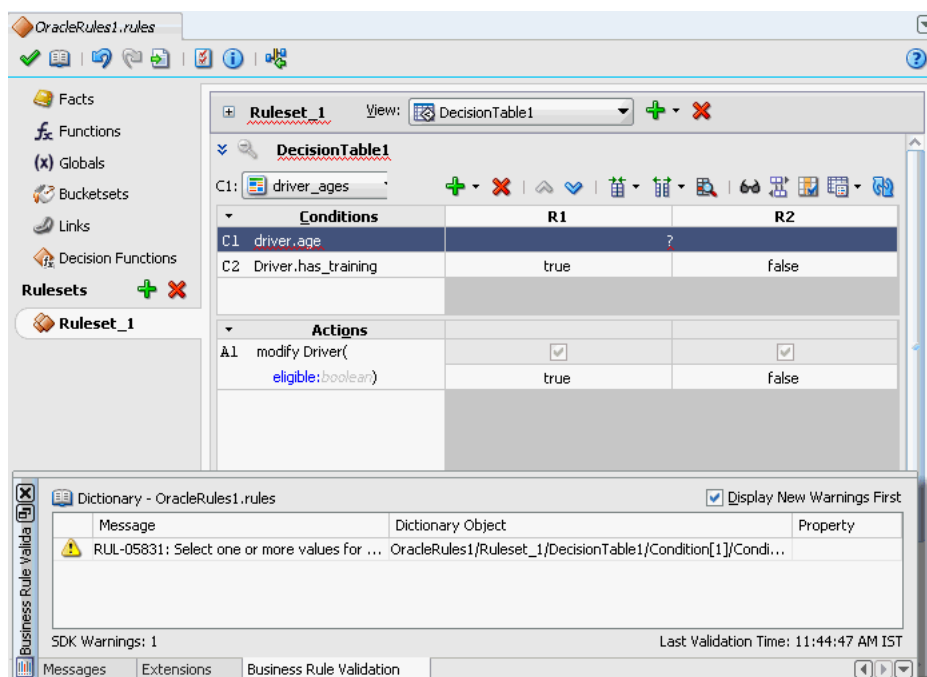 OracleRules1.rules
Facts
Functions
Globals
Bucketsets
Links
Decision Functions
Rulesets
Ruleset_1
Ruleset_1 View: DecisionTable1
DecisionTable1
C1: driver_ages
Conditions R1 R2
C1 driver.age ?
C2 Driver.has_training true false
Actions
A1 modify Driver(
eligible:boolean) true false
Business Rule Valida
Dictionary - OracleRules1.rules Display New Warnings First
Message Dictionary Object Property
RUL-05831: Select one or more values for ... OracleRules1/Ruleset_1/DecisionTable1/Condition[1]/Condi...
SDK Warnings: 1 Last Validation Time: 11:44:47 AM IST
Messages Extensions Business Rule Validation